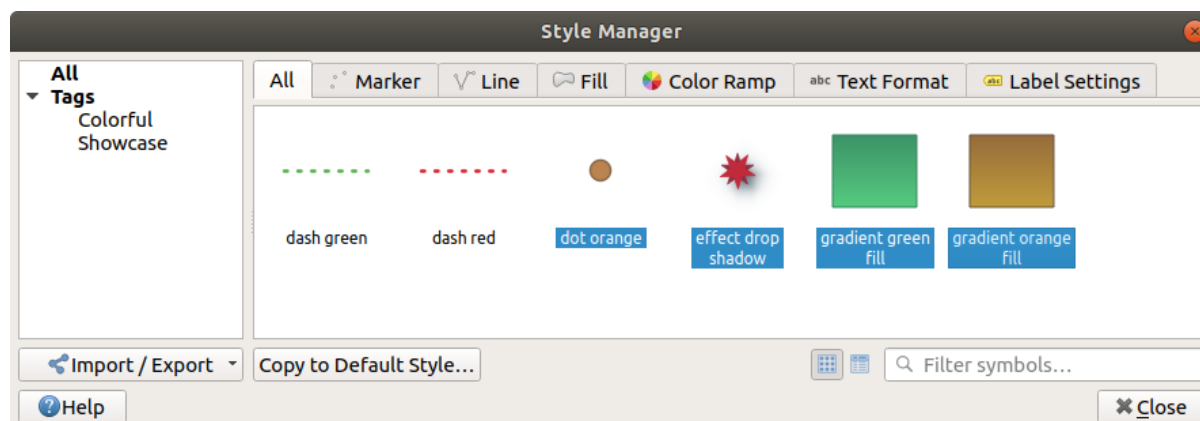 Style Manager
All
Tags
Colorful
Showcase
All
Marker
Line
Fill
Color Ramp
abc Text Format
abc Label Settings
dash green
dash red
dot orange
effect drop
shadow
gradient green
fill
gradient orange
fill
Import / Export
Copy to Default Style...
Filter symbols...
?Help
Close